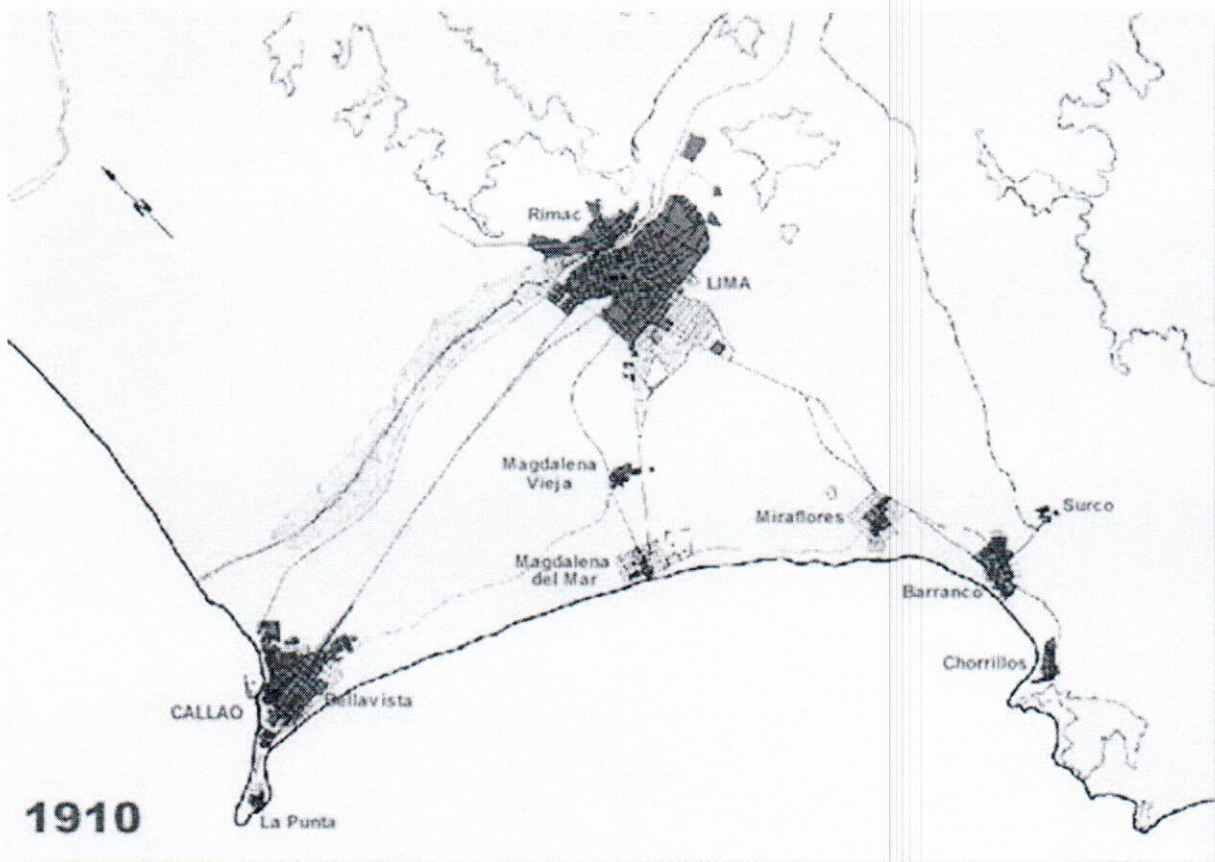 Rimac
LIMA
Magdalena
Vieja
Miraflores
Surco
Magdalena
del Mar
Barranco
Chorrillos
Bellavista
CALLAO
1910
La Punta